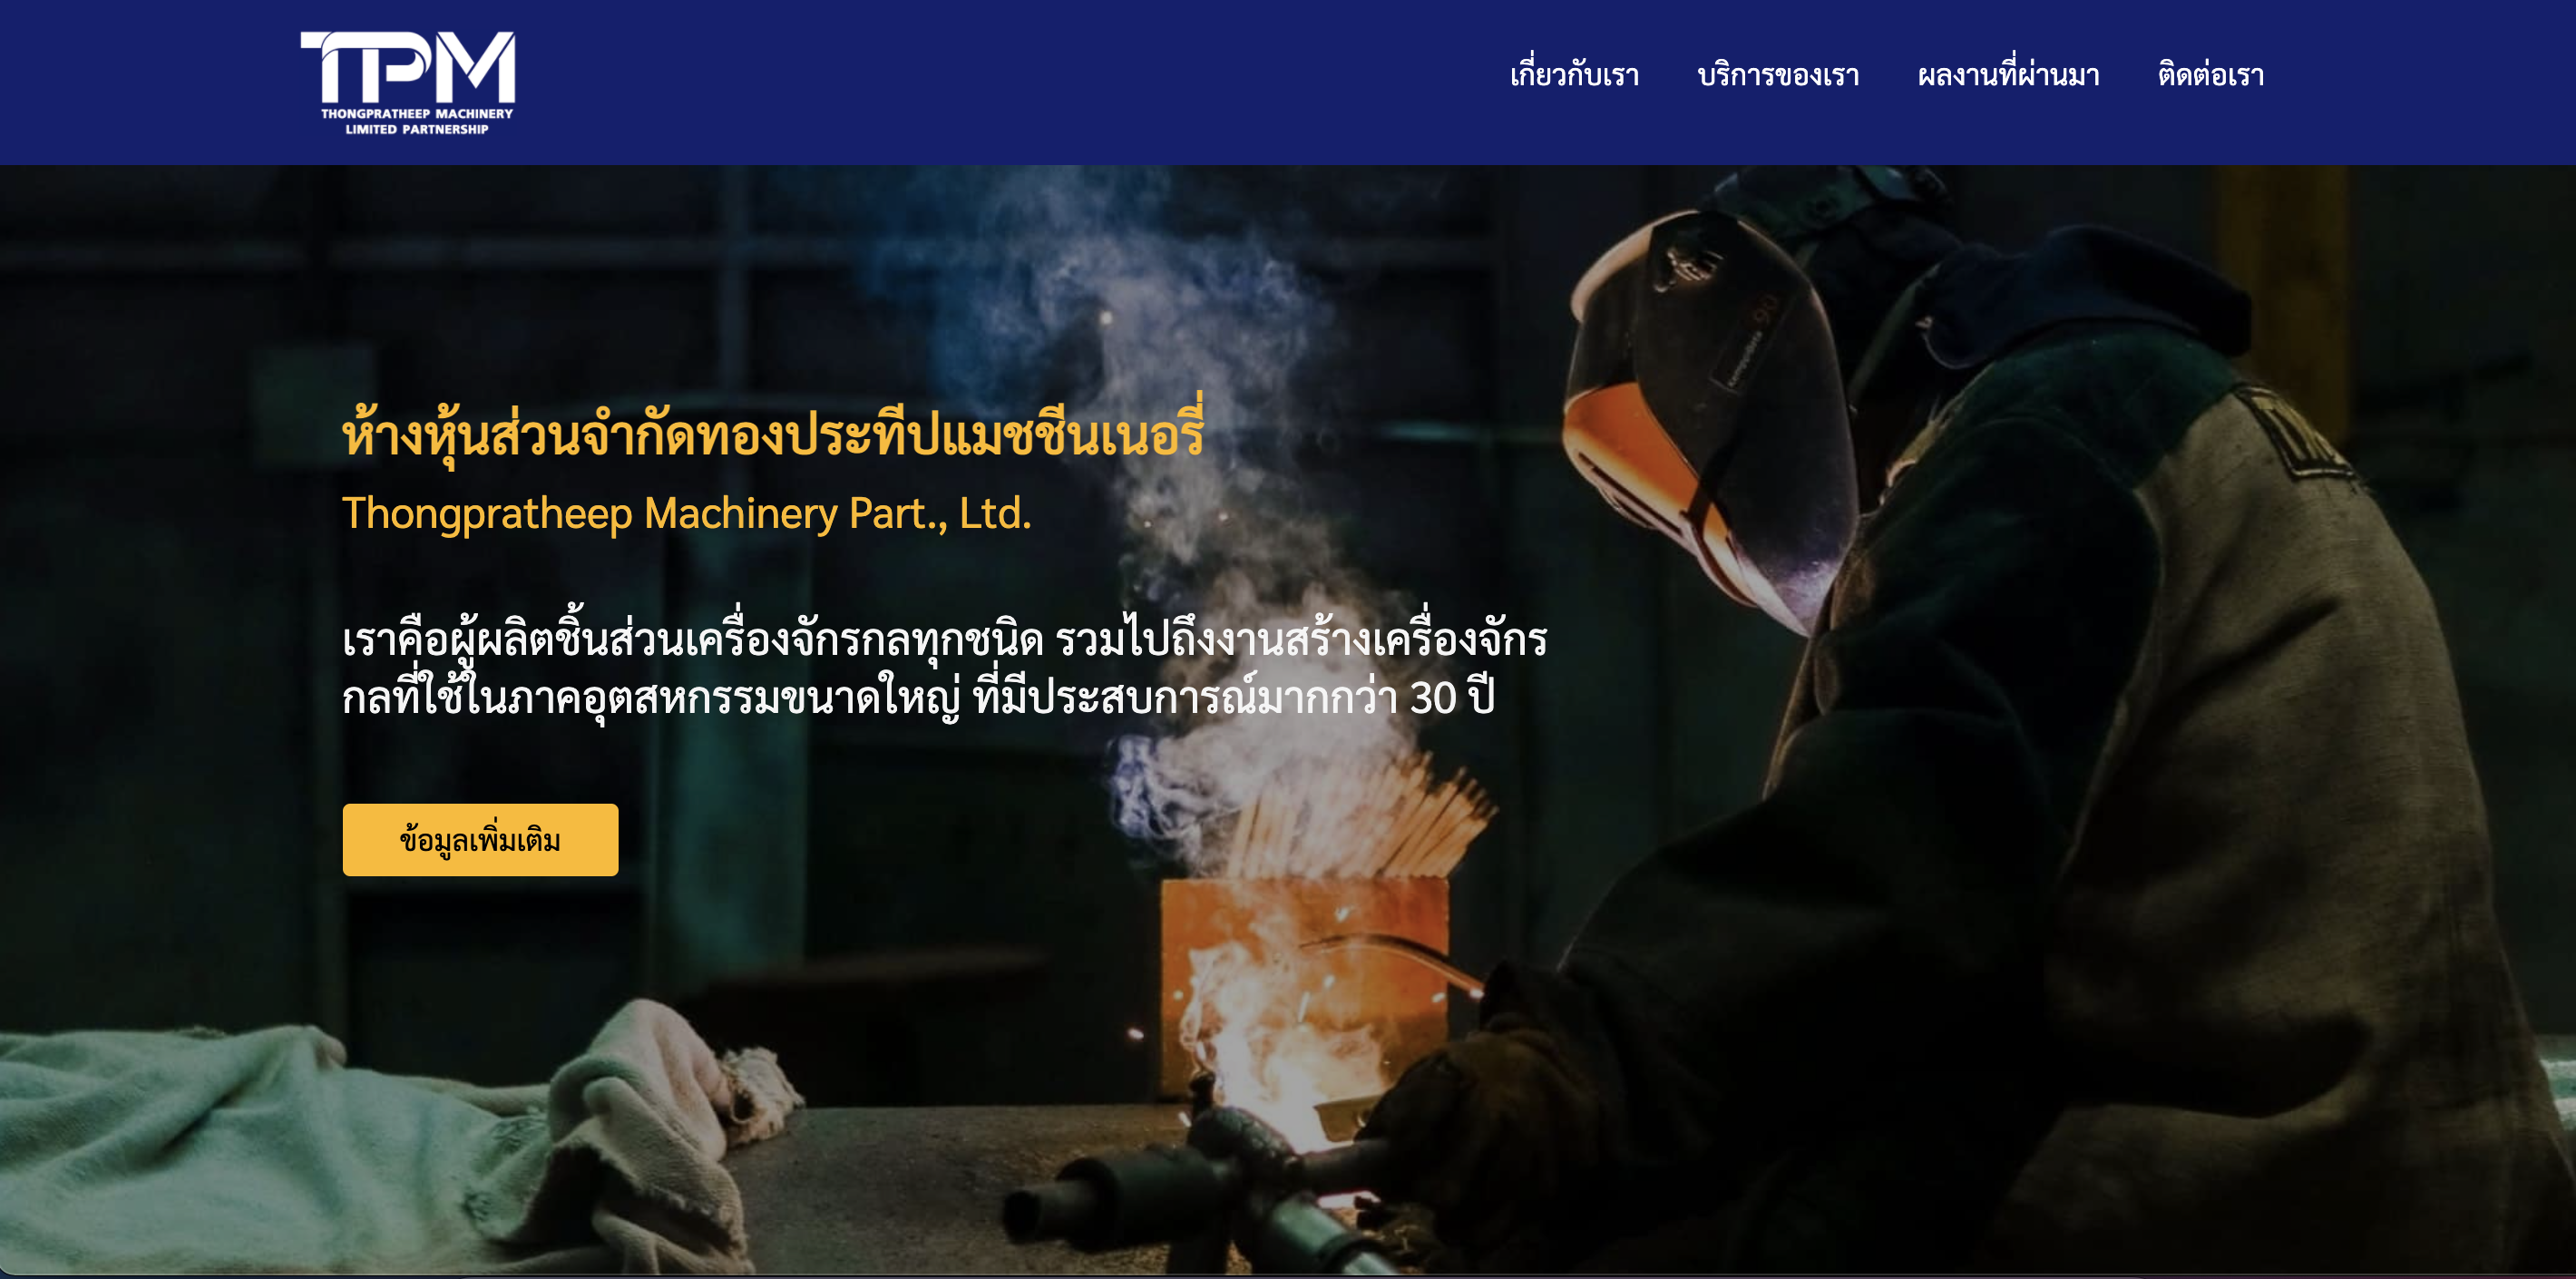 TPM
THONGPRATHEEP MACHINERY
LIMITED PARTNERSHIP
เกี่ยวกับเรา
บริการของเรา
ผลงานที่ผ่านมา
ติดต่อเรา
ห้างหุ้นส่วนจำกัดทองประทีปแมชชีนเนอรี่
Thongpratheep Machinery Part., Ltd.
เราคือผู้ผลิตชิ้นส่วนเครื่องจักรกลทุกชนิด รวมไปถึงงานสร้างเครื่องจักร
กลที่ใช้ในภาคอุตสหกรรมขนาดใหญ่ ที่มีประสบการณ์มากกว่า 30 ปี
ข้อมูลเพิ่มเติม